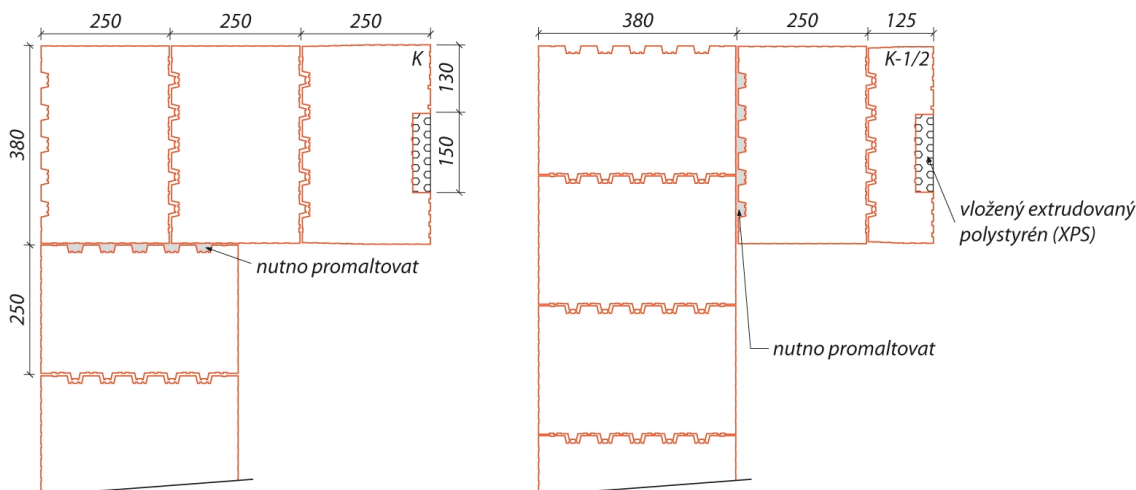 250 250 250
K
130
150
380
250
nutno promaltovat
380 250 125
K-1/2
vložený extrudovaný
polystyrén (XPS)
nutno promaltovat